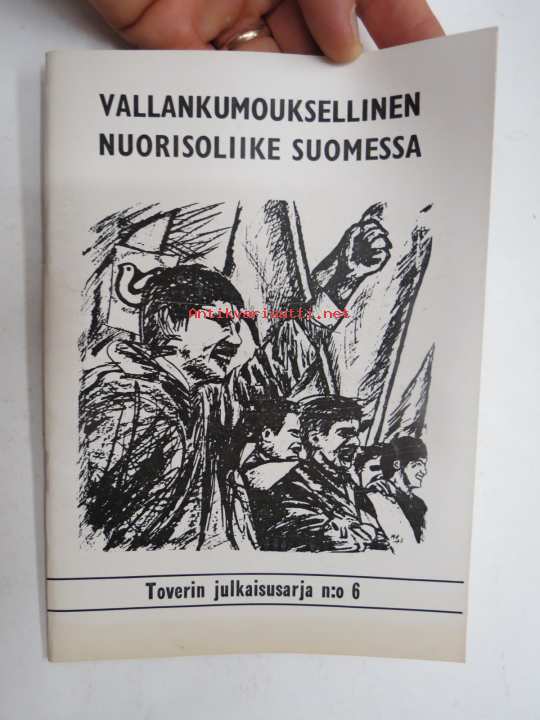 VALLANKUMOUKSELLINEN
NUORISOLIIKE SUOMESSA
Antikvariaatti.net
Toverin julkaisusarja n:o 6